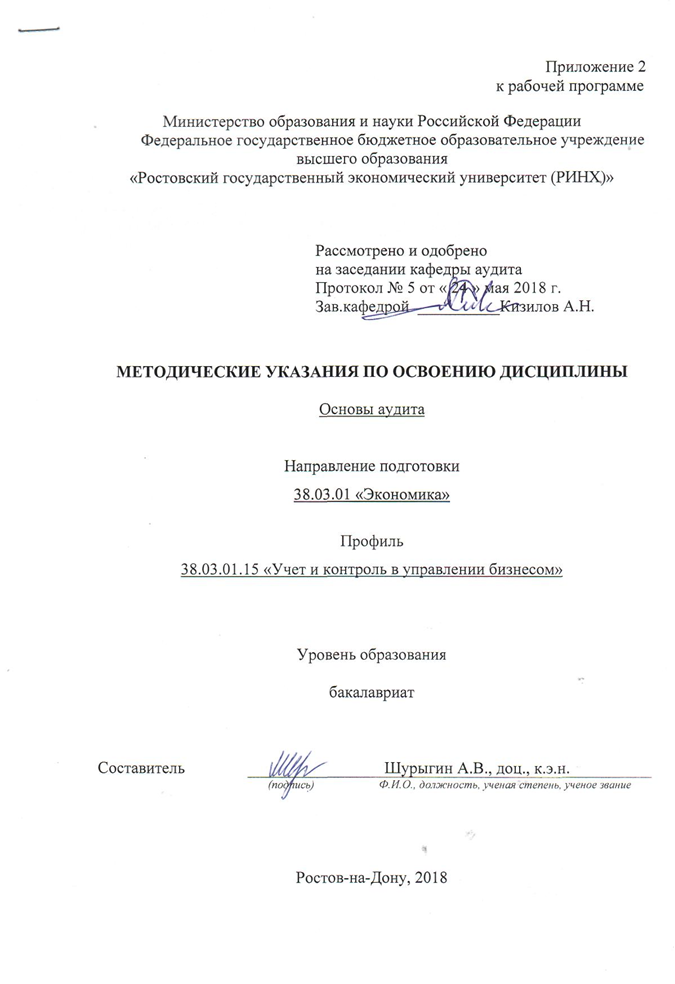 Приложение 2
к рабочей программе
Министерство образования и науки Российской Федерации
Федеральное государственное бюджетное образовательное учреждение
высшего образования
«Ростовский государственный экономический университет (РИНХ)»
Рассмотрено и одобрено
на заседании кафедры аудита
Протокол № 5 от « 24 » мая 2018 г.
Зав.кафедрой __________Кизилов А.Н.
МЕТОДИЧЕСКИЕ УКАЗАНИЯ ПО ОСВОЕНИЮ ДИСЦИПЛИНЫ
Основы аудита
Направление подготовки
38.03.01 «Экономика»
Профиль
38.03.01.15 «Учет и контроль в управлении бизнесом»
Уровень образования
бакалавриат
Составитель Шурыгин А.В., доц., к.э.н.
(подпись) Ф.И.О., должность, ученая степень, ученое звание
Ростов-на-Дону, 2018